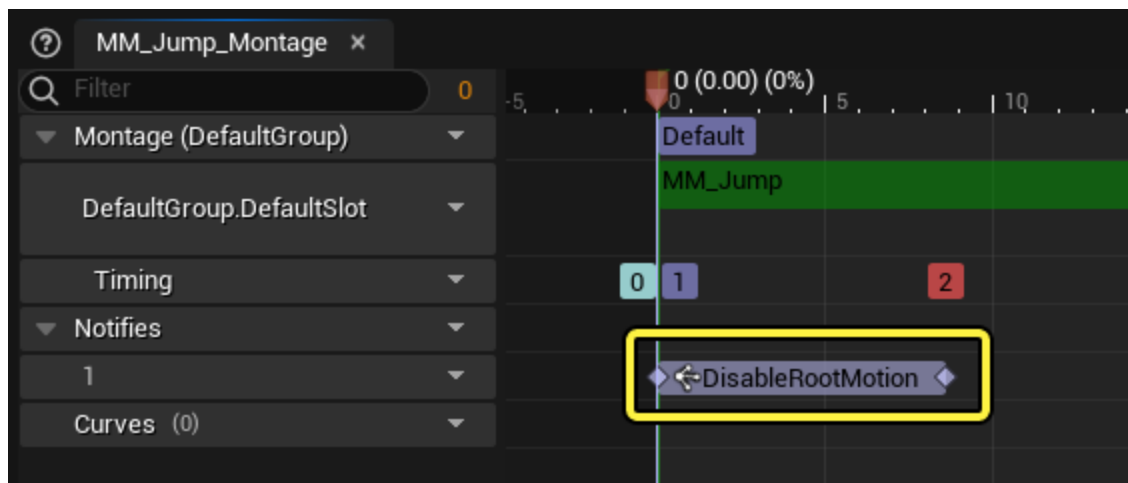 MM_Jump_Montage ×
Filter 0
0 (0.00) (0%)
-5 0 5 10
Montage (DefaultGroup)
Default
MM_Jump
DefaultGroup.DefaultSlot
Timing
0 1 2
Notifies
1
DisableRootMotion
Curves (0)